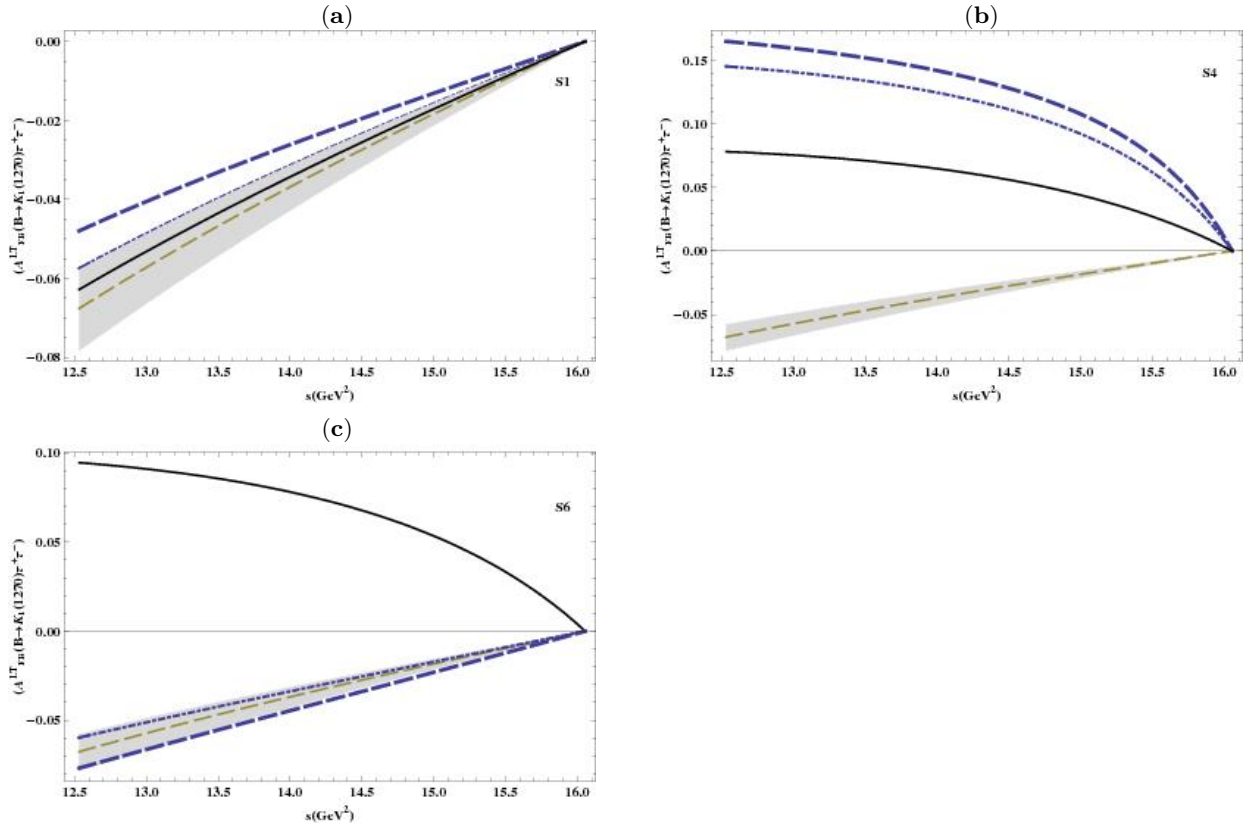 (a)
(b)
0.00
−0.02
−0.04
−0.06
−0.08
(A^{LT}_{FB}(B→K₁(1270)τ⁺τ⁻)
S1
12.5 13.0 13.5 14.0 14.5 15.0 15.5 16.0
s(GeV²)
0.15
0.10
0.05
0.00
−0.05
(A^{LT}_{FB}(B→K₁(1270)τ⁺τ⁻)
S4
12.5 13.0 13.5 14.0 14.5 15.0 15.5 16.0
s(GeV²)
(c)
0.10
0.05
0.00
−0.05
(A^{LT}_{FB}(B→K₁(1270)τ⁺τ⁻)
S6
12.5 13.0 13.5 14.0 14.5 15.0 15.5 16.0
s(GeV²)